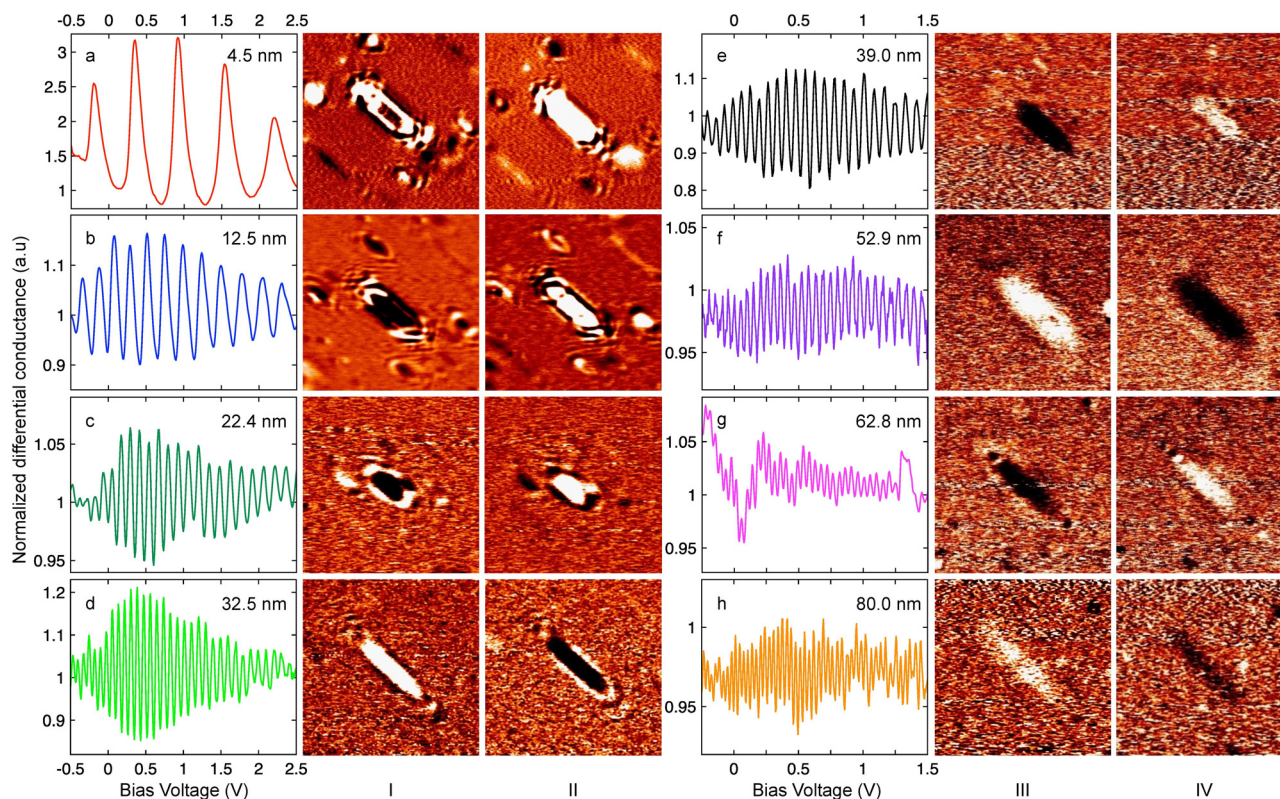 -0.5 0 0.5 1 1.5 2 2.5
0 0.5 1 1.5
Normalized differential conductance (a.u)
a 4.5 nm
3
2.5
2
1.5
1
b 12.5 nm
1.1
1
0.9
c 22.4 nm
1.05
1
0.95
d 32.5 nm
1.2
1.1
1
0.9
-0.5 0 0.5 1 1.5 2 2.5
Bias Voltage (V)
I
II
e 39.0 nm
1.1
1
0.9
0.8
f 52.9 nm
1.05
1
0.95
g 62.8 nm
1.05
1
0.95
h 80.0 nm
1
0.95
0 0.5 1 1.5
Bias Voltage (V)
III
IV